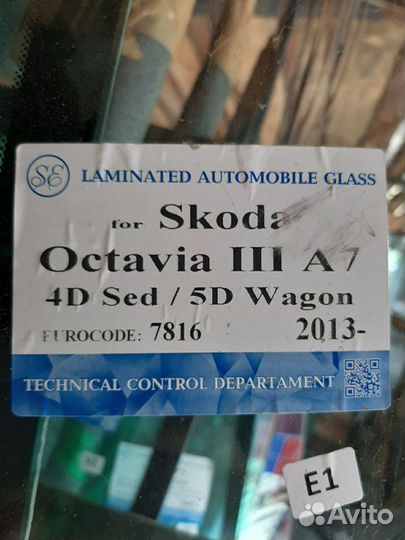 SE LAMINATED AUTOMOBILE GLASS
for Skoda
Octavia III A7
4D Sed / 5D Wagon
EUROCODE: 7816 2013-
TECHNICAL CONTROL DEPARTAMENT
E1
Avito